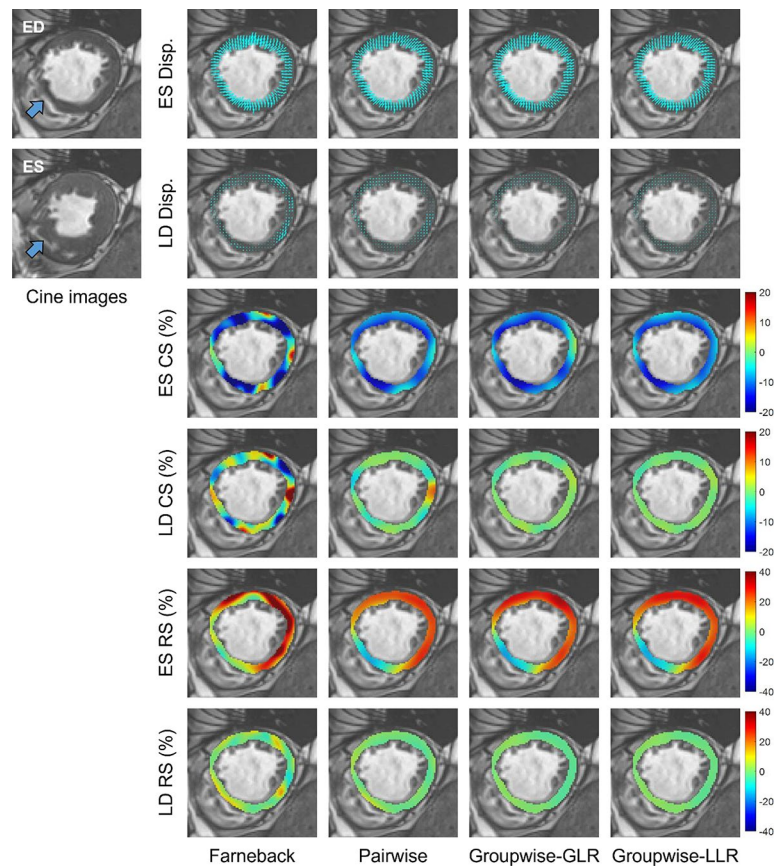 ED
ES
Cine images
ES Disp.
LD Disp.
ES CS (%)
20
10
0
-10
-20
LD CS (%)
20
10
0
-10
-20
ES RS (%)
40
20
0
-20
-40
LD RS (%)
40
20
0
-20
-40
Farneback Pairwise Groupwise-GLR Groupwise-LLR